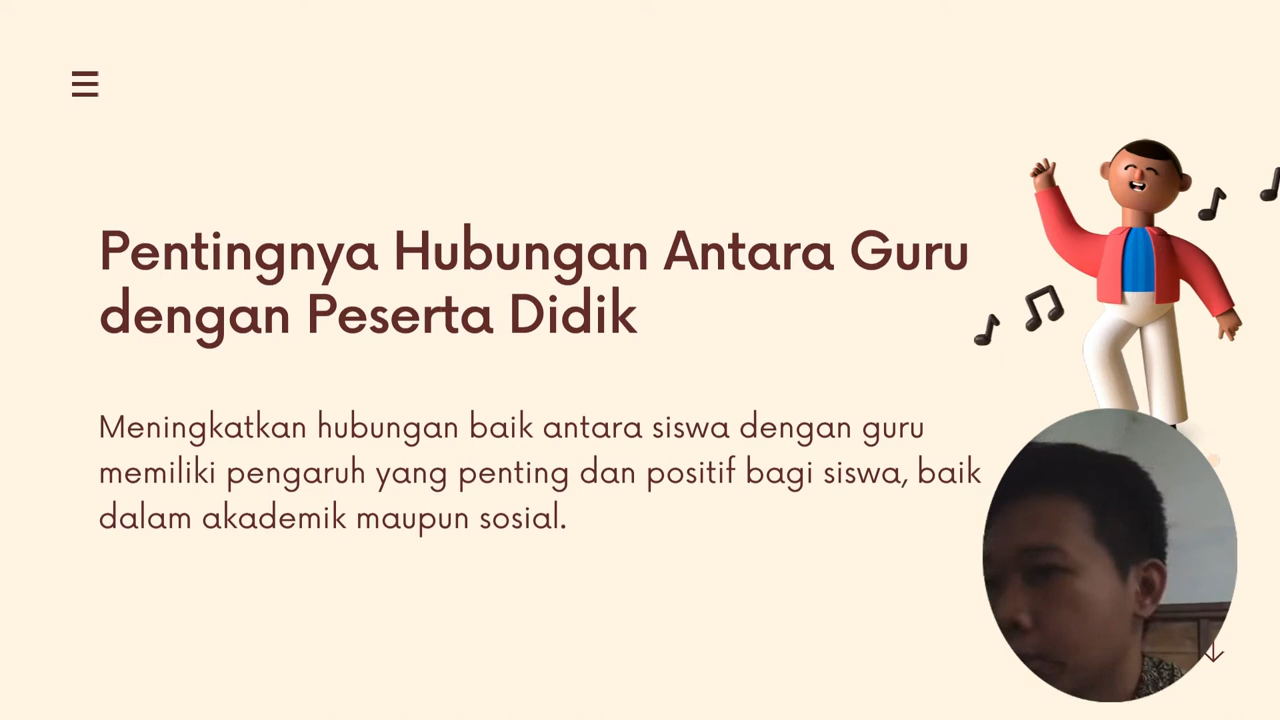 Pentingnya Hubungan Antara Guru
dengan Peserta Didik
Meningkatkan hubungan baik antara siswa dengan guru
memiliki pengaruh yang penting dan positif bagi siswa, baik
dalam akademik maupun sosial.